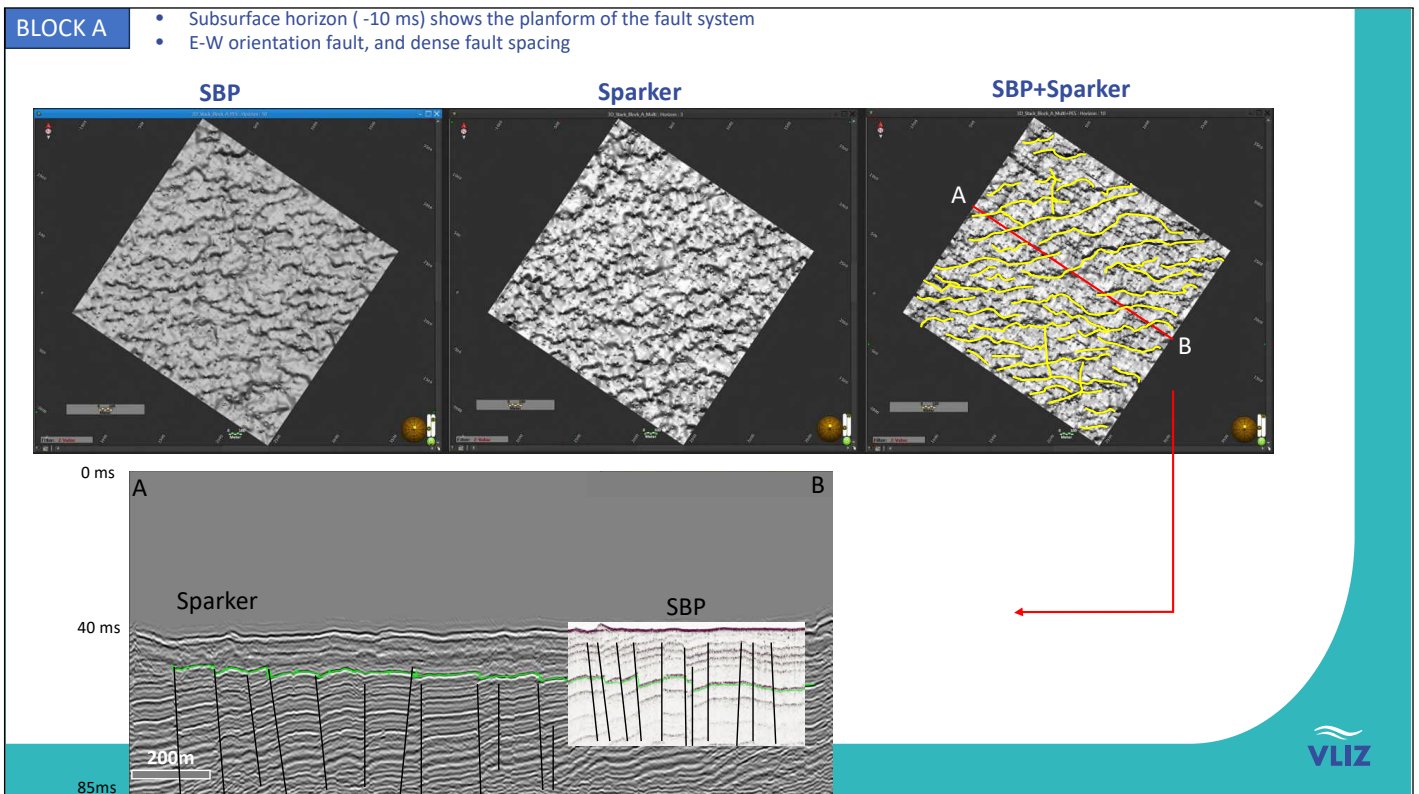 BLOCK A
• Subsurface horizon ( -10 ms) shows the planform of the fault system
• E-W orientation fault, and dense fault spacing
SBP
Sparker
SBP+Sparker
A
B
0 ms
A
B
Sparker
SBP
40 ms
200m
85ms
VLIZ